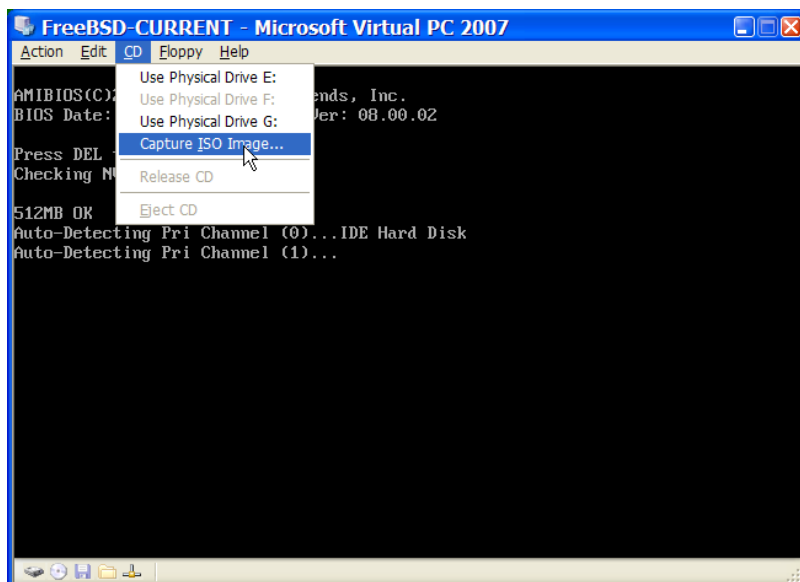 FreeBSD-CURRENT - Microsoft Virtual PC 2007
Action Edit CD Floppy Help
Use Physical Drive E:
Use Physical Drive F:
Use Physical Drive G:
Capture ISO Image...
Release CD
Eject CD
AMIBIOS(C)2 ends, Inc.
BIOS Date: Ver: 08.00.02
Press DEL
Checking N
512MB OK
Auto-Detecting Pri Channel (0)...IDE Hard Disk
Auto-Detecting Pri Channel (1)...